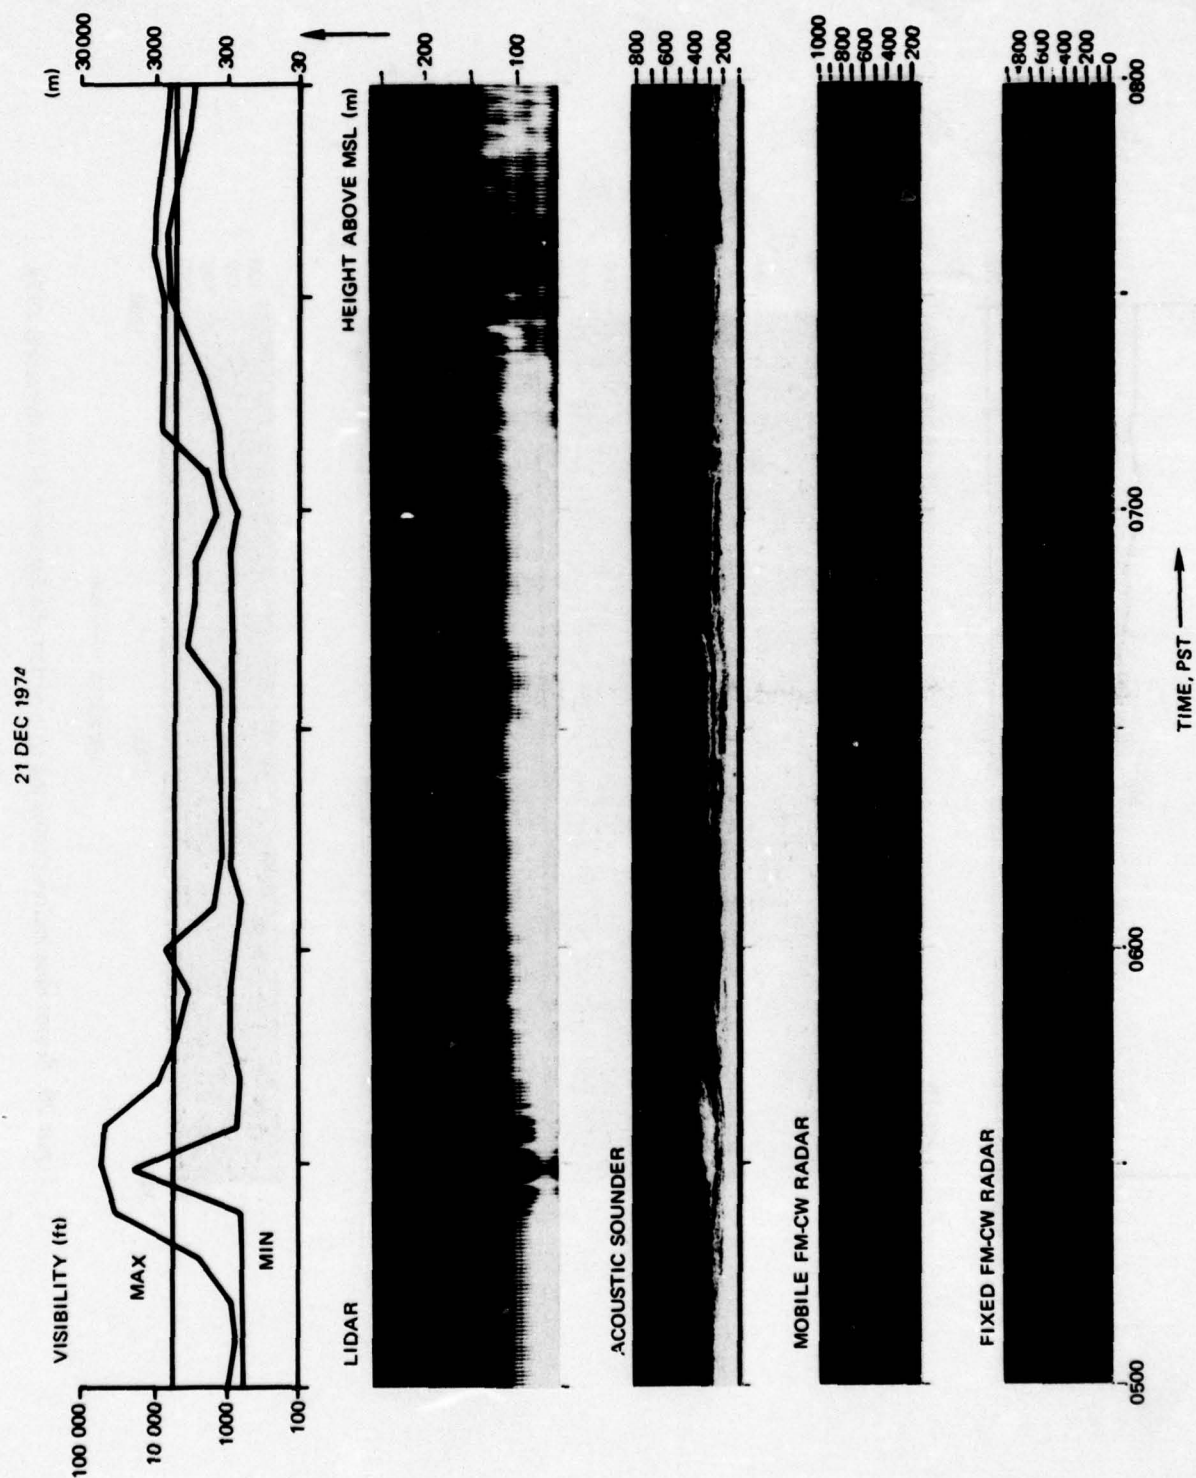 21 DEC 1974
VISIBILITY (ft)
(m)
100 000
10 000
1000
100
30 000
3000
300
30
MAX
MIN
LIDAR
HEIGHT ABOVE MSL (m)
200
100
ACOUSTIC SOUNDER
800
600
400
200
MOBILE FM-CW RADAR
1000
800
600
400
200
FIXED FM-CW RADAR
800
600
400
200
0
0500
0600
0700
0800
TIME, PST